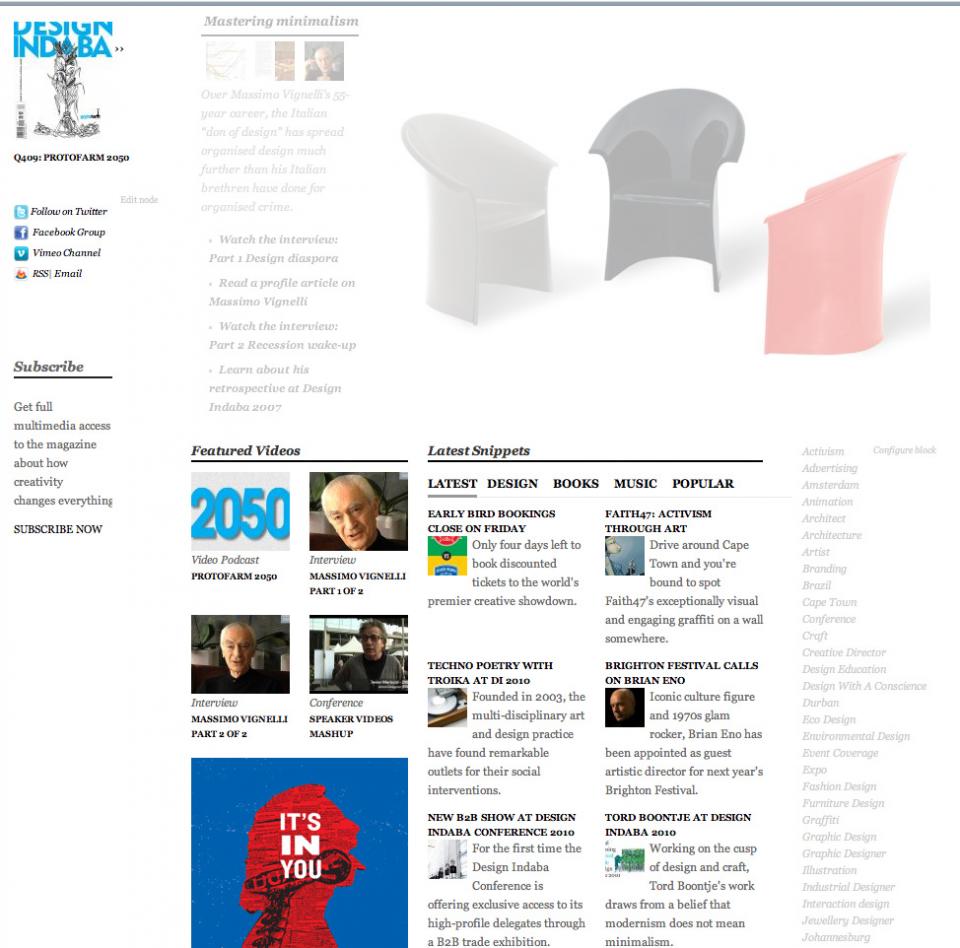 DESIGN
INDABA ››
Q409: PROTOFARM 2050
Edit node
Follow on Twitter
Facebook Group
Vimeo Channel
RSS| Email
Subscribe
Get full
multimedia access
to the magazine
about how
creativity
changes everything
SUBSCRIBE NOW
Mastering minimalism
Over Massimo Vignelli's 55-
year career, the Italian
"don of design" has spread
organised design much
further than his Italian
brethren have done for
organised crime.
Watch the interview:
Part 1 Design diaspora
Read a profile article on
Massimo Vignelli
Watch the interview:
Part 2 Recession wake-up
Learn about his
retrospective at Design
Indaba 2007
Featured Videos
2050
Video Podcast
PROTOFARM 2050
Interview
MASSIMO VIGNELLI
PART 1 OF 2
Interview
MASSIMO VIGNELLI
PART 2 OF 2
Conference
SPEAKER VIDEOS
MASHUP
IT'S
IN
YOU
Latest Snippets
LATEST DESIGN BOOKS MUSIC POPULAR
EARLY BIRD BOOKINGS
CLOSE ON FRIDAY
Only four days left to
book discounted
tickets to the world's
premier creative showdown.
FAITH47: ACTIVISM
THROUGH ART
Drive around Cape
Town and you're
bound to spot
Faith47's exceptionally visual
and engaging graffiti on a wall
somewhere.
TECHNO POETRY WITH
TROIKA AT DI 2010
Founded in 2003, the
multi-disciplinary art
and design practice
have found remarkable
outlets for their social
interventions.
BRIGHTON FESTIVAL CALLS
ON BRIAN ENO
Iconic culture figure
and 1970s glam
rocker, Brian Eno has
been appointed as guest
artistic director for next year's
Brighton Festival.
NEW B2B SHOW AT DESIGN
INDABA CONFERENCE 2010
For the first time the
Design Indaba
Conference is
offering exclusive access to its
high-profile delegates through
a B2B trade exhibition.
TORD BOONTJE AT DESIGN
INDABA 2010
Working on the cusp
of design and craft,
Tord Boontje's work
draws from a belief that
modernism does not mean
minimalism.
Configure block
Activism
Advertising
Amsterdam
Animation
Architect
Architecture
Artist
Branding
Brazil
Cape Town
Conference
Craft
Creative Director
Design Education
Design With A Conscience
Durban
Eco Design
Environmental Design
Event Coverage
Expo
Fashion Design
Furniture Design
Graffiti
Graphic Design
Graphic Designer
Illustration
Industrial Designer
Interaction design
Jewellery Designer
Johannesburg